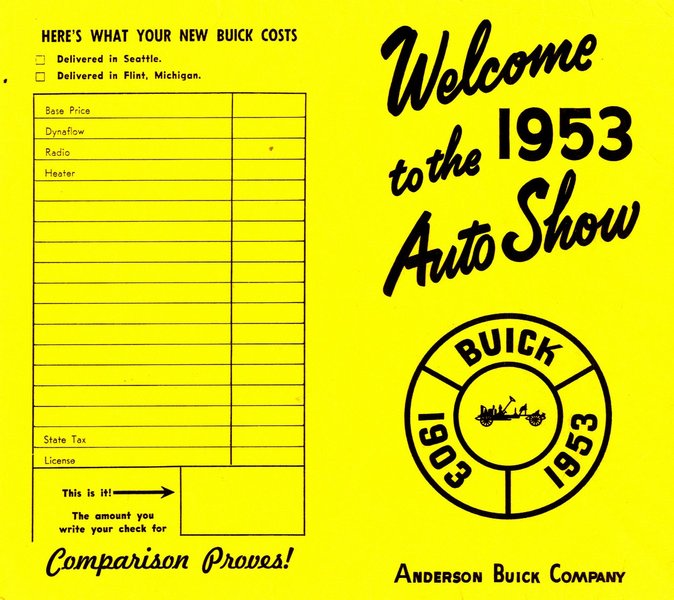 HERE'S WHAT YOUR NEW BUICK COSTS
Delivered in Seattle.
Delivered in Flint, Michigan.
Base Price
Dynaflow
Radio
Heater
State Tax
License
This is it!
The amount you
write your check for
Comparison Proves!
Welcome
to the 1953
Auto Show
BUICK
1903 1953
ANDERSON BUICK COMPANY